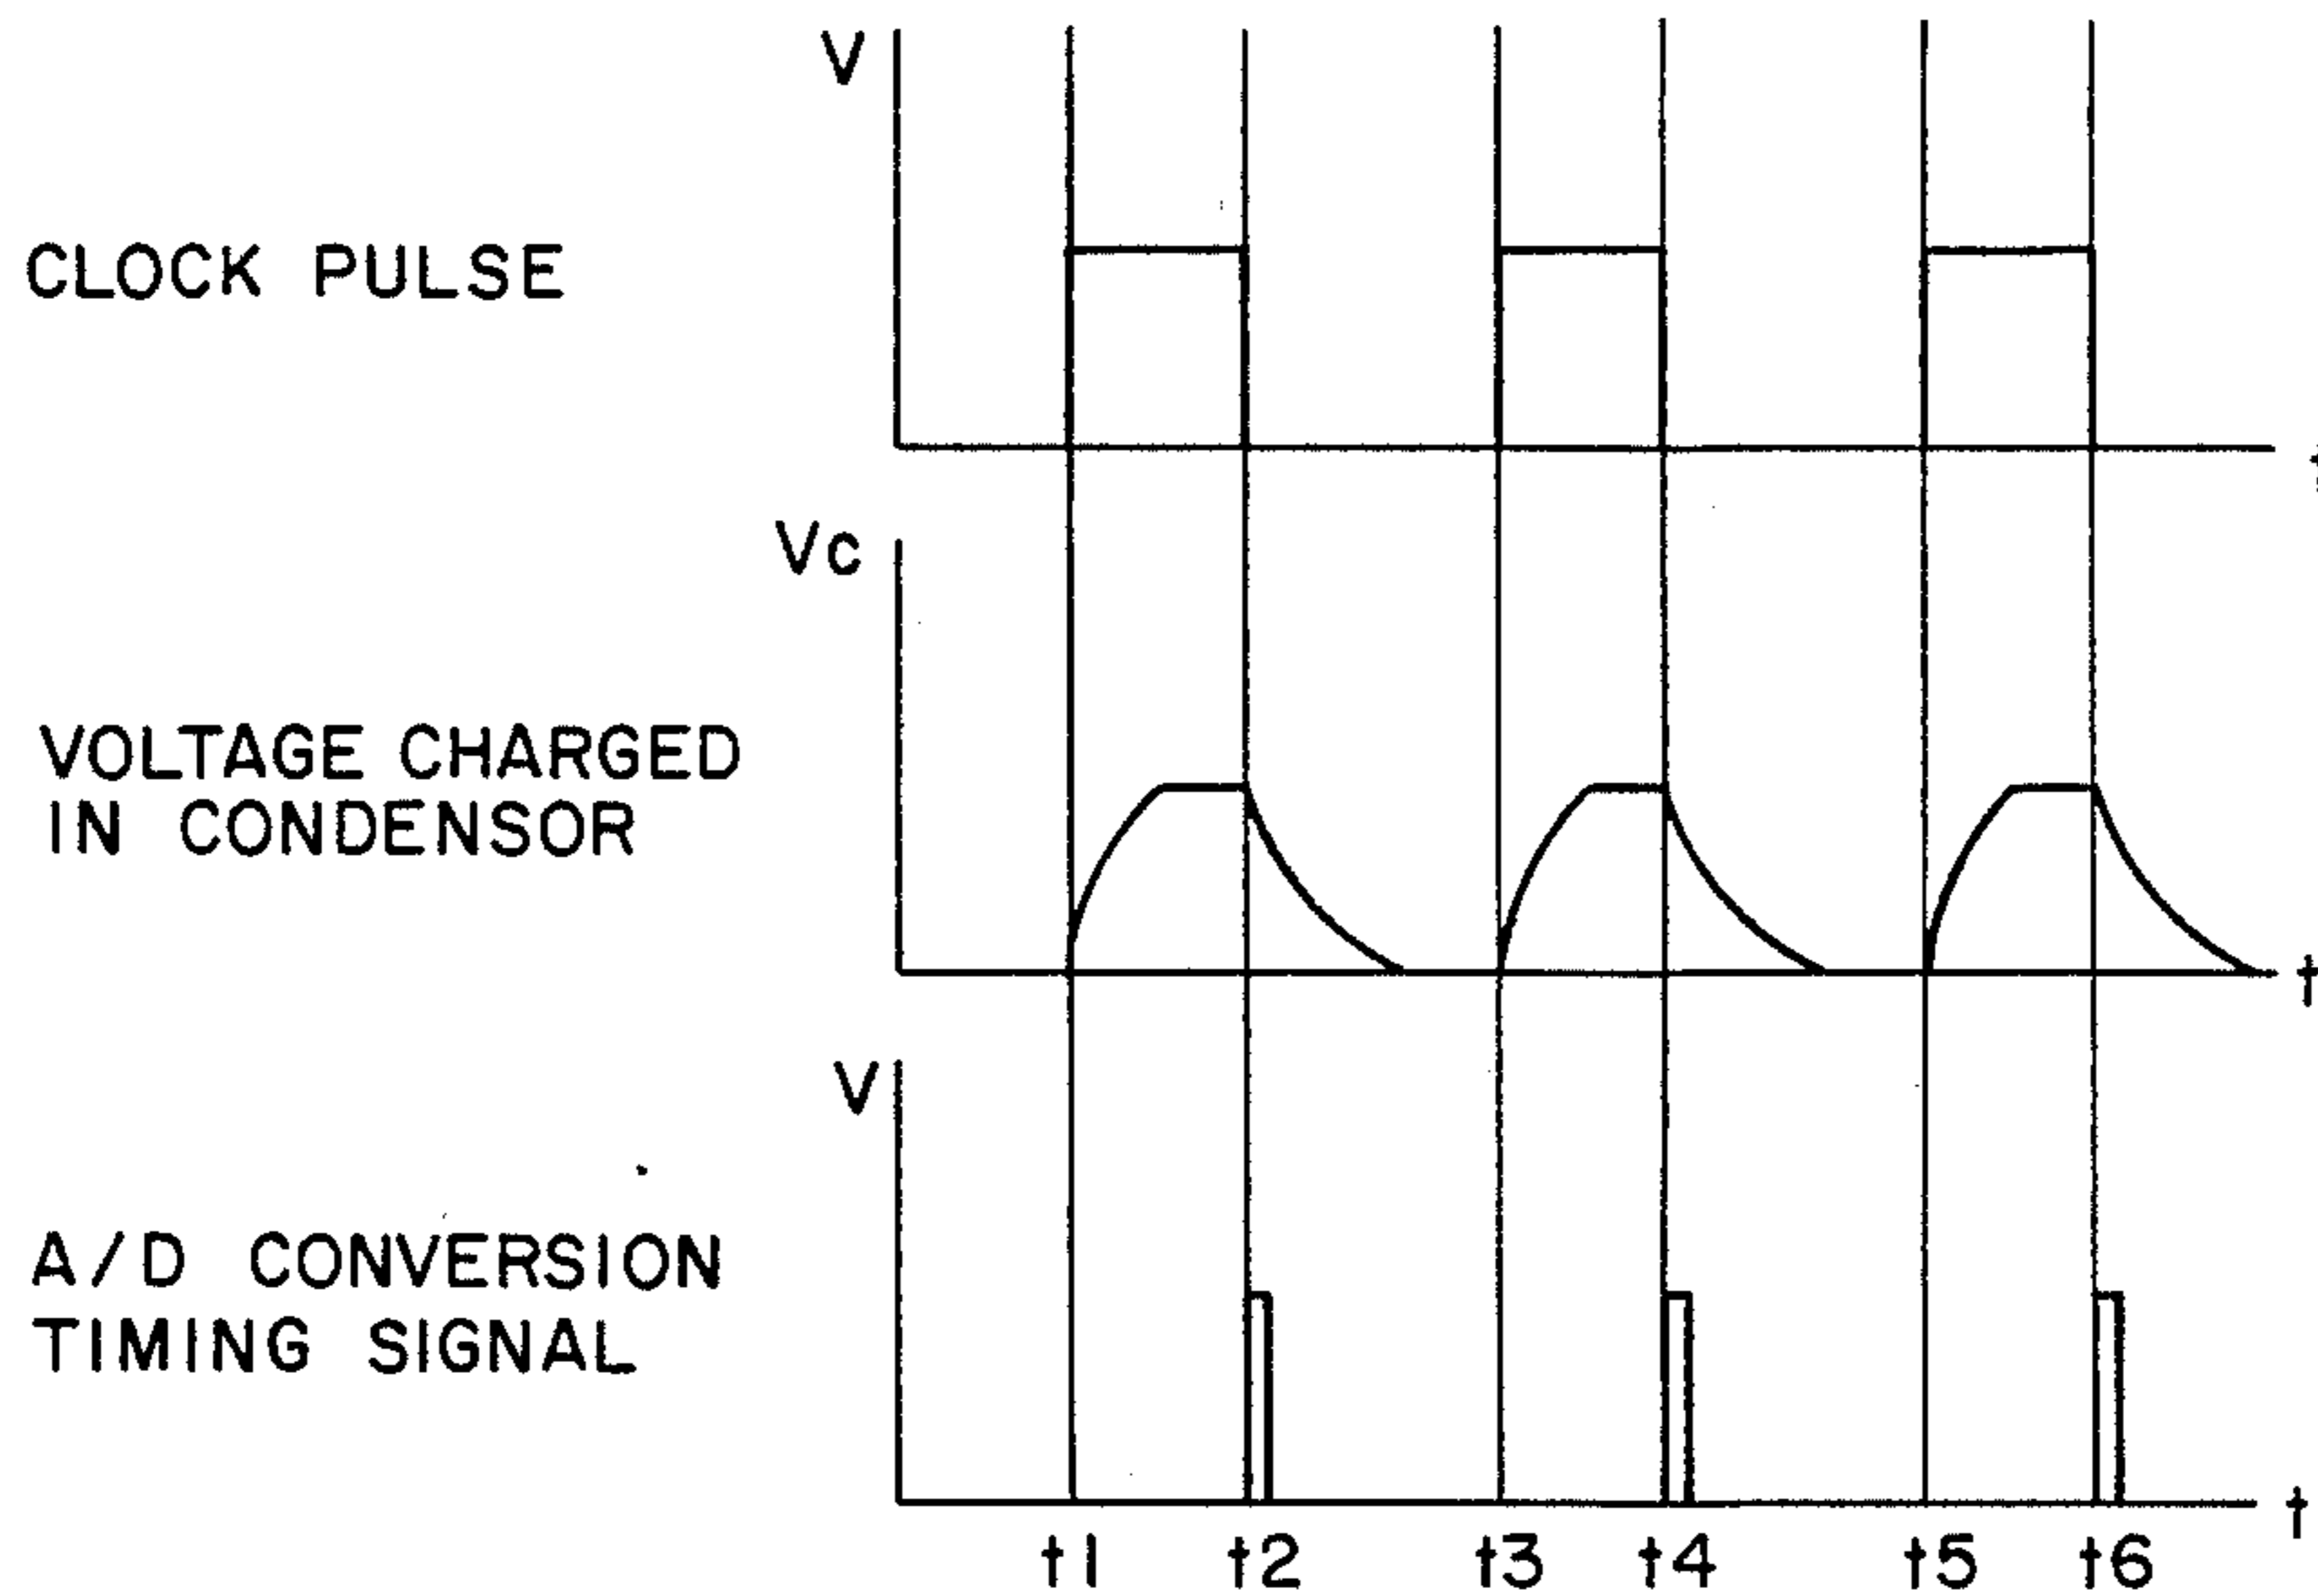 V
CLOCK PULSE
t
Vc
VOLTAGE CHARGED
IN CONDENSOR
t
V
A/D CONVERSION
TIMING SIGNAL
t
t1 t2 t3 t4 t5 t6